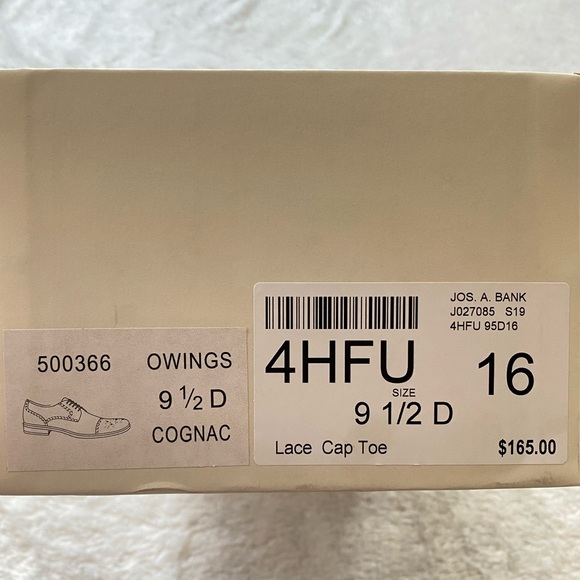 500366 OWINGS
9 ½ D
COGNAC
JOS. A. BANK
J027085 S19
4HFU 95D16
4HFU 16
SIZE
9 1/2 D
Lace Cap Toe $165.00